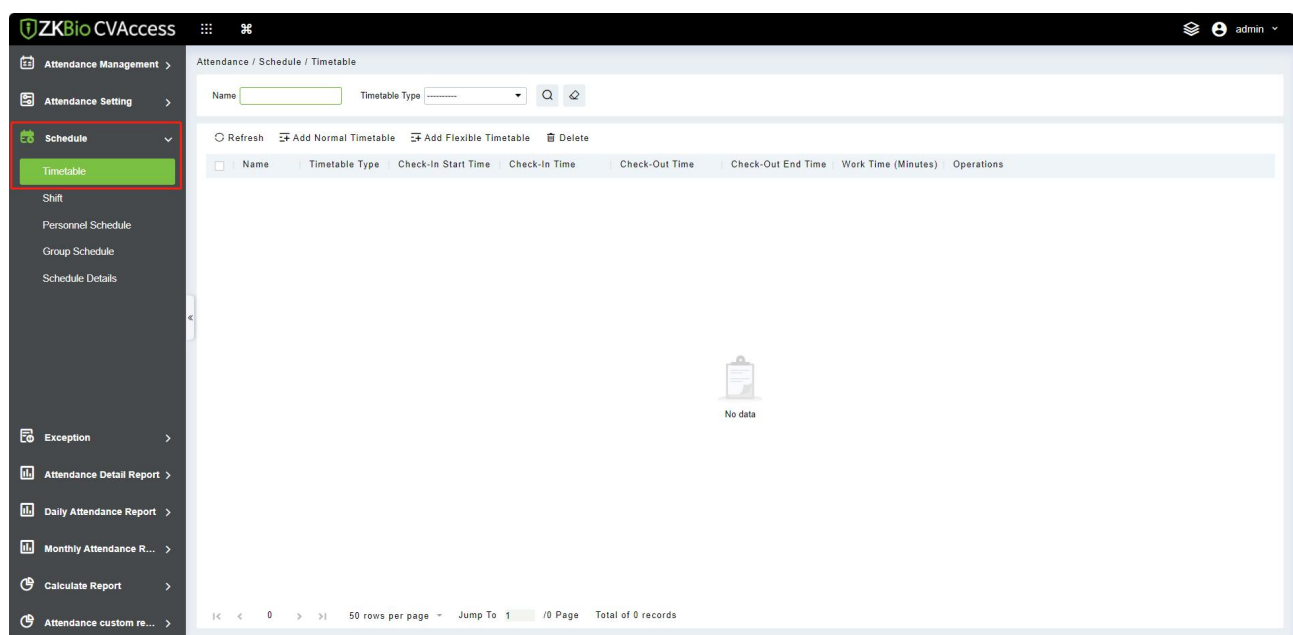 ZKBio CVAccess
admin
Attendance Management
Attendance Setting
Schedule
Timetable
Shift
Personnel Schedule
Group Schedule
Schedule Details
Exception
Attendance Detail Report
Daily Attendance Report
Monthly Attendance R...
Calculate Report
Attendance custom re...
Attendance / Schedule / Timetable
Name Timetable Type ----------
Refresh Add Normal Timetable Add Flexible Timetable Delete
Name Timetable Type Check-In Start Time Check-In Time Check-Out Time Check-Out End Time Work Time (Minutes) Operations
No data
|< < 0 > >| 50 rows per page Jump To 1 /0 Page Total of 0 records